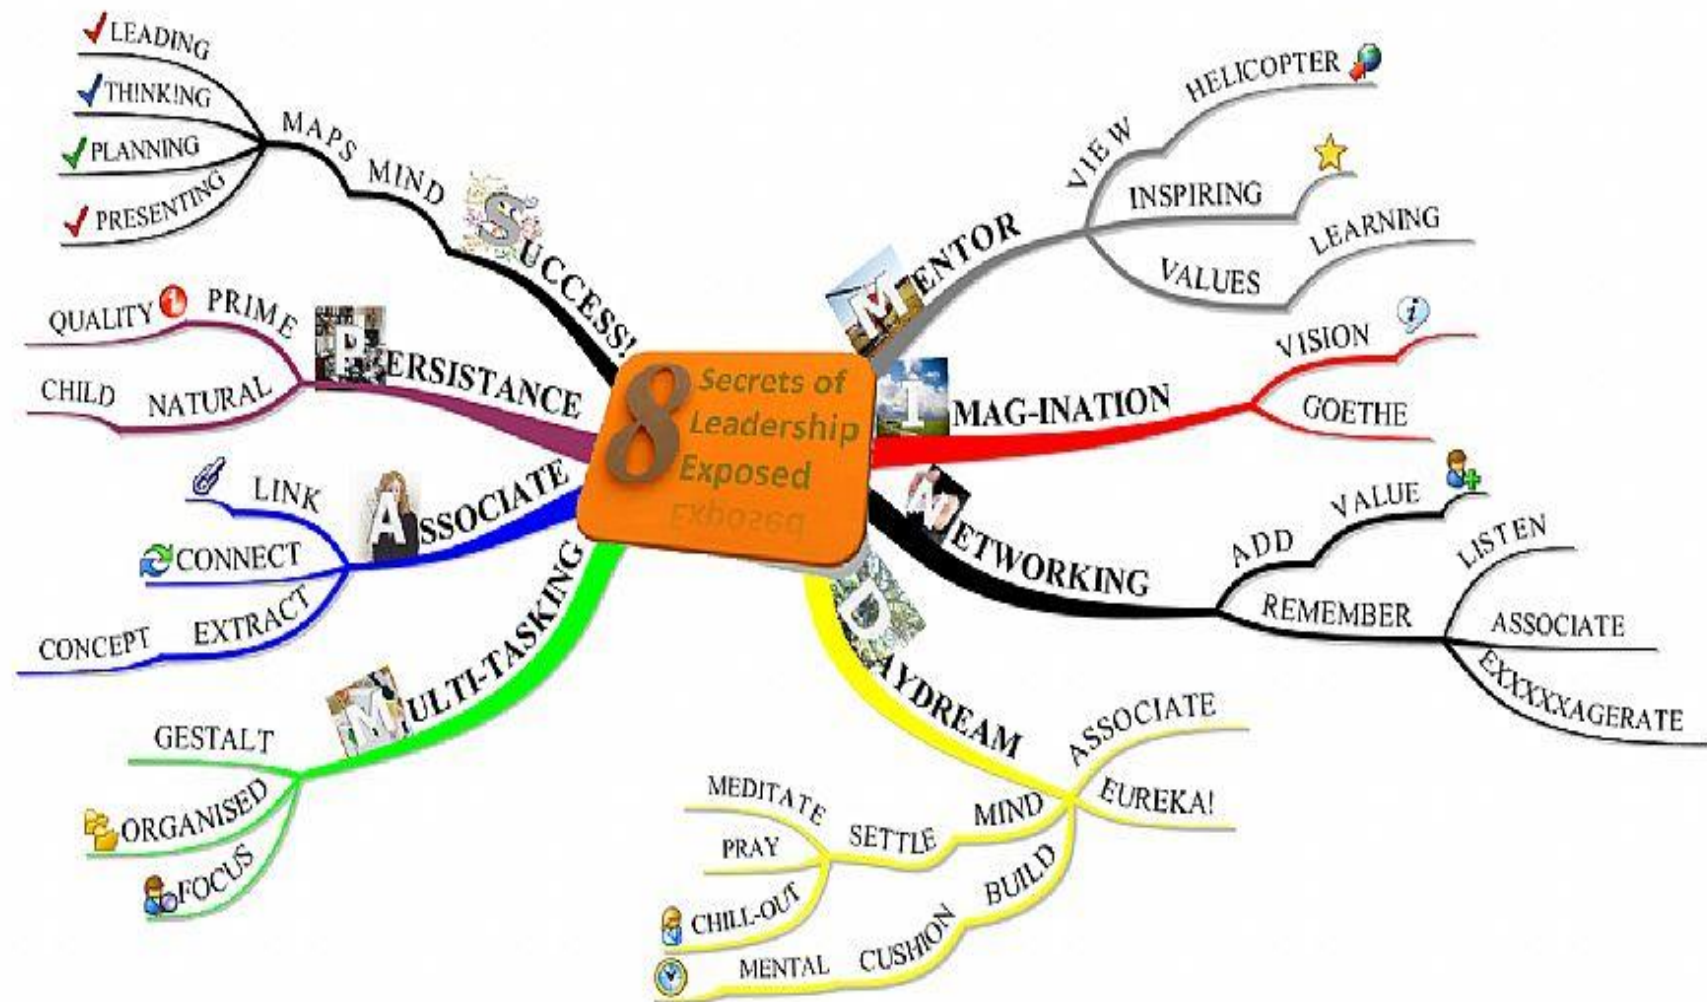 8
Secrets of
Leadership
Exposed
MENTOR
VIEW
HELICOPTER
INSPIRING
VALUES
LEARNING
IMAG-INATION
VISION
i
GOETHE
NETWORKING
ADD
VALUE
REMEMBER
LISTEN
ASSOCIATE
EXXXXXAGERATE
DAYDREAM
ASSOCIATE
EUREKA!
MIND
SETTLE
MEDITATE
PRAY
CHILL-OUT
BUILD
CUSHION
MENTAL
MULTI-TASKING
GESTALT
ORGANISED
FOCUS
ASSOCIATE
LINK
CONNECT
EXTRACT
CONCEPT
PERSISTANCE
PRIME
QUALITY
1
NATURAL
CHILD
SUCCESS!
MIND
MAPS
LEADING
THINKING
PLANNING
PRESENTING